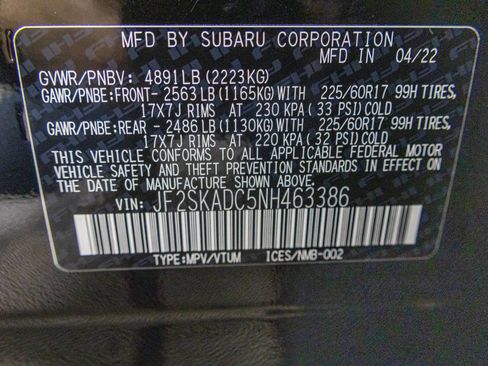 MFD BY SUBARU CORPORATION
MFD IN 04/22
GVWR/PNBV: 4891LB(2223KG)
GAWR/PNBE:FRONT-2563LB(1165KG)WITH 225/60R17 99H TIRES,
17X7J RIMS AT 230 KPA(33 PSI)COLD
GAWR/PNBE:REAR -2486LB(1130KG)WITH 225/60R17 99H TIRES,
17X7J RIMS AT 220 KPA(32 PSI)COLD
THIS VEHICLE CONFORMS TO ALL APPLICABLE FEDERAL MOTOR
VEHICLE SAFETY AND THEFT PREVENTION STANDARDS IN EFFECT
ON THE DATE OF MANUFACTURE SHOWN ABOVE.
VIN: JF2SKADC5NH463386
TYPE:MPV/VTUM ICES/NMB-002